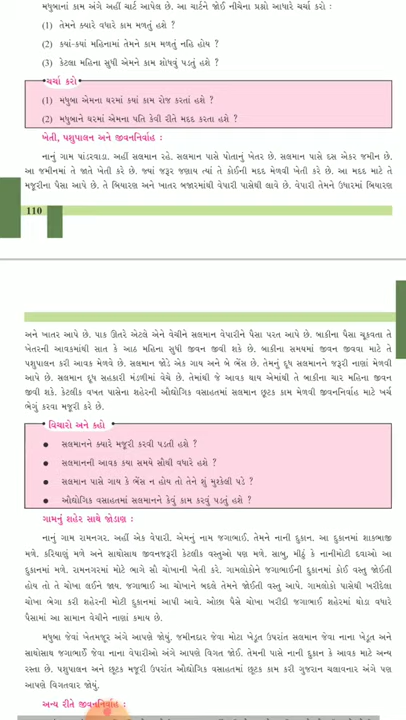 મધુબાનાં કામ અંગે અહીં ચાર્ટ આપેલ છે. આ ચાર્ટને જોઈ નીચેના પ્રશ્નો આધારે ચર્ચા કરો :
(1) તેમને ક્યારે વધારે કામ મળતું હશે ?
(2) ક્યાં-ક્યાં મહિનામાં તેમને કામ મળતું નહિ હોય ?
(3) કેટલા મહિના સુધી એમને કામ શોધવું પડતું હશે ?
ચર્ચા કરો
(1) મધુબા એમના ઘરમાં ક્યાં કામ રોજ કરતાં હશે ?
(2) મધુબાને ઘરમાં એમના પતિ કેવી રીતે મદદ કરતા હશે ?
ખેતી, પશુપાલન અને જીવનનિર્વાહ :
નાનું ગામ પાંડરવાડા. અહીં સલમાન રહે. સલમાન પાસે પોતાનું ખેતર છે. સલમાન પાસે દસ એકર જમીન છે.
આ જમીનમાં તે જાતે ખેતી કરે છે. જ્યાં જરૂર જણાય ત્યાં તે કોઈની મદદ મેળવી ખેતી કરે છે. આ મદદ માટે તે
મજૂરીના પૈસા આપે છે. તે બિયારણ અને ખાતર બજારમાંથી વેપારી પાસેથી લાવે છે. વેપારી તેમને ઉધારમાં બિયારણ
110
અને ખાતર આપે છે. પાક ઊતરે એટલે એને વેચીને સલમાન વેપારીને પૈસા પરત આપે છે. બાકીના પૈસા ચૂકવતા તે
ખેતરની આવકમાંથી સાત કે આઠ મહિના સુધી જીવન જીવી શકે છે. બાકીના સમયમાં જીવન જીવવા માટે તે
પશુપાલન કરી આવક મેળવે છે. સલમાન જોડે એક ગાય અને બે ભેંસ છે. તેમનું દૂધ સલમાનને જરૂરી નાણાં મેળવી
આપે છે. સલમાન દૂધ સહકારી મંડળીમાં વેચે છે. તેમાંથી જે આવક થાય એમાંથી તે બાકીના ચાર મહિના જીવન
જીવી શકે. કેટલીક વખત પાસેના શહેરની ઔદ્યોગિક વસાહતમાં સલમાન છૂટક કામ મેળવી જીવનનિર્વાહ માટે ખર્ચ
ભેગું કરવા મજૂરી કરે છે.
વિચારો અને કહો
● સલમાનને ક્યારે મજૂરી કરવી પડતી હશે ?
● સલમાનની આવક કયા સમયે સૌથી વધારે હશે ?
● સલમાન પાસે ગાય કે ભેંસ ન હોય તો તેને શું મુશ્કેલી પડે ?
● ઔદ્યોગિક વસાહતમાં સલમાનને કેવું કામ કરવું પડતું હશે ?
ગામનું શહેર સાથે જોડાણ :
નાનું ગામ રામનગર. અહીં એક વેપારી. એમનું નામ જગાભાઈ. તેમને નાની દુકાન. આ દુકાનમાં શાકભાજી
મળે. કરિયાણું મળે અને સાથોસાથ જીવનજરૂરી કેટલીક વસ્તુઓ પણ મળે. સાબુ, મીઠું કે નાનીમોટી દવાઓ આ
દુકાનમાં મળે. રામનગરમાં મોટે ભાગે સૌ ચોખાની ખેતી કરે. ગામલોકોને જગાભાઈની દુકાનમાં કોઈ વસ્તુ જોઈતી
હોય તો તે ચોખા લઈને જાય. જગાભાઈ આ ચોખાને બદલે તેમને જોઈતી વસ્તુ આપે. ગામલોકો પાસેથી ખરીદેલા
ચોખા ભેગા કરી શહેરની મોટી દુકાનમાં આપી આવે. ઓછા પૈસે ચોખા ખરીદી જગાભાઈ શહેરમાં થોડા વધારે
પૈસામાં આ સામાન વેચીને નાણાં કમાય છે.
મધુબા જેવાં ખેતમજૂર અંગે આપણે જોયું. જમીનદાર જેવા મોટા ખેડૂત ઉપરાંત સલમાન જેવા નાના ખેડૂત અને
સાથોસાથ જગાભાઈ જેવા નાના વેપારીઓ અંગે આપણે વિગત જોઈ. તેમની પાસે નાની દુકાન કે આવક માટે અન્ય
રસ્તા છે. પશુપાલન અને છૂટક મજૂરી ઉપરાંત ઔદ્યોગિક વસાહતમાં છૂટક કામ કરી ગુજરાન ચલાવનાર અંગે પણ
આપણે વિગતવાર જોયું.
અન્ય રીતે જીવનનિર્વાહ :